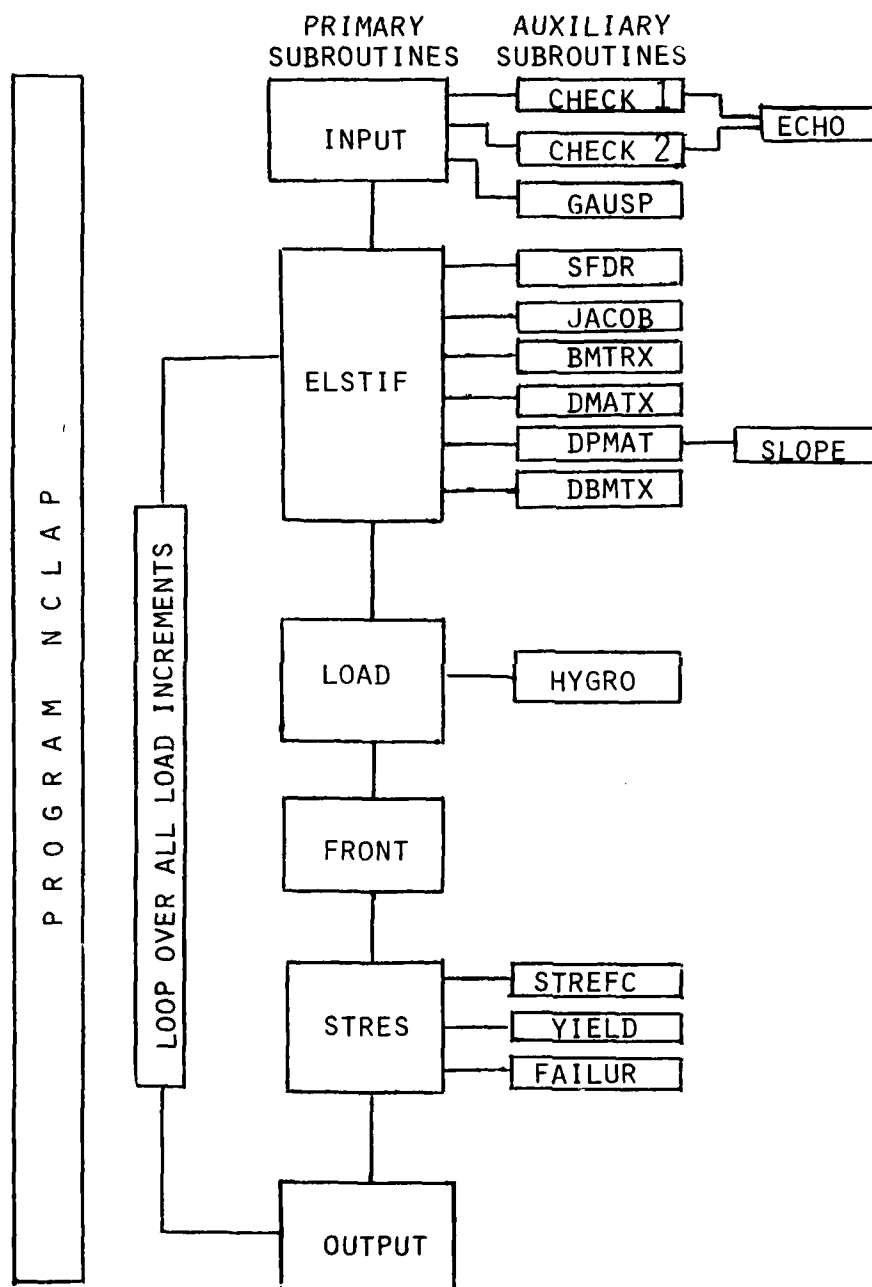 PRIMARY
SUBROUTINES
AUXILIARY
SUBROUTINES
INPUT
CHECK 1
CHECK 2
ECHO
GAUSP
ELSTIF
SFDR
JACOB
BMTRX
DMATX
DPMAT
SLOPE
DBMTX
LOAD
HYGRO
FRONT
STRES
STREFC
YIELD
FAILUR
OUTPUT
LOOP OVER ALL LOAD INCREMENTS
PROGRAM NCLAP